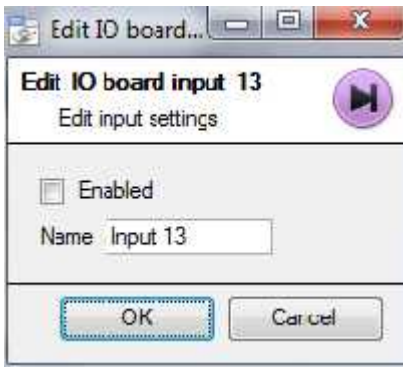 Edit IO board...
Edit IO board input 13
Edit input settings
Enabled
Name Input 13
OK
Cancel